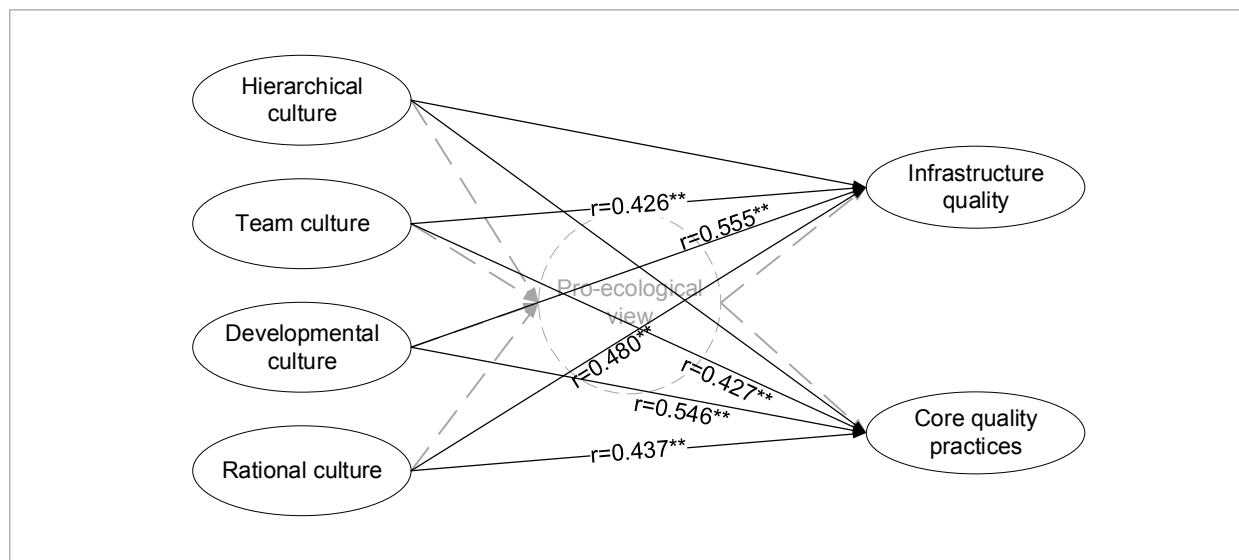 Hierarchical
culture
Team culture
Developmental
culture
Rational culture
r=0.426**
r=0.555**
Pro-ecological
view
r=0.480**
r=0.427**
r=0.546**
r=0.437**
Infrastructure
quality
Core quality
practices